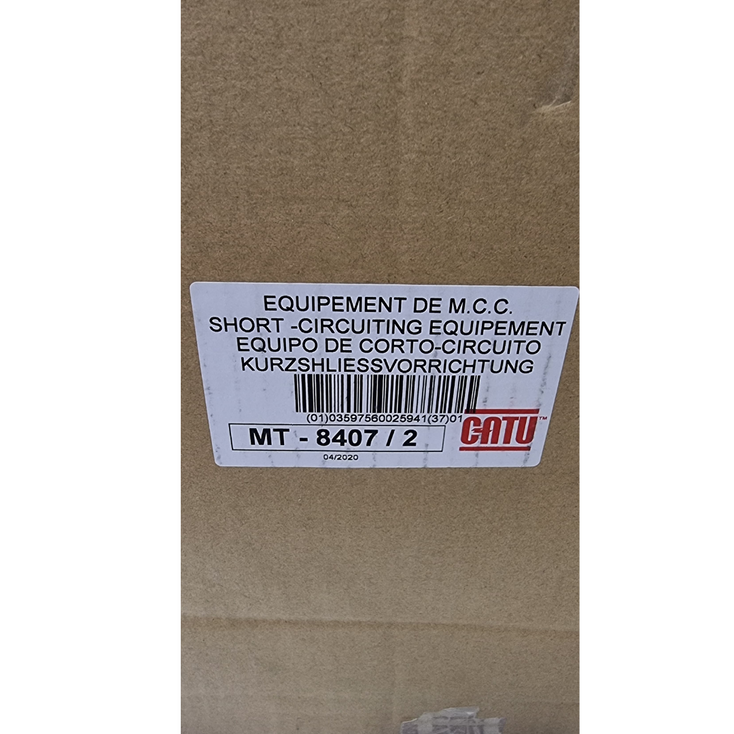 EQUIPEMENT DE M.C.C.
SHORT -CIRCUITING EQUIPEMENT
EQUIPO DE CORTO-CIRCUITO
KURZSHLIESSVORRICHTUNG
(01)03597560025941(37)01
MT - 8407 / 2
CATU™
04/2020